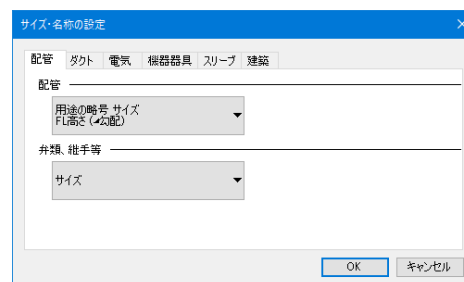 サイズ・名称の設定
配管 ダクト 電気 機器器具 スリーブ 建築
配管
用途の略号 サイズ
FL高さ (⊿勾配)
弁類、継手等
サイズ
OK キャンセル